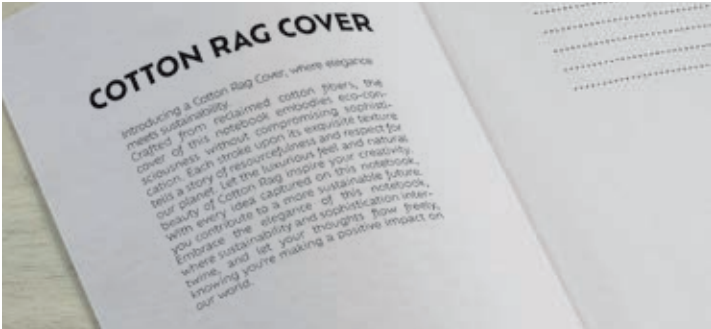 COTTON RAG COVER
Introducing a Cotton Rag Cover, where elegance
meets sustainability.
Crafted from reclaimed cotton fibers, the
cover of this notebook embodies eco-con-
sciousness without compromising sophisti-
cation. Each stroke upon its exquisite texture
tells a story of resourcefulness and respect for
our planet. Let the luxurious feel and natural
beauty of Cotton Rag inspire your creativity.
With every idea captured on this notebook,
you contribute to a more sustainable future.
Embrace the elegance of this notebook,
where sustainability and sophistication inter-
twine, and let your thoughts flow freely,
knowing you're making a positive impact on
our world.